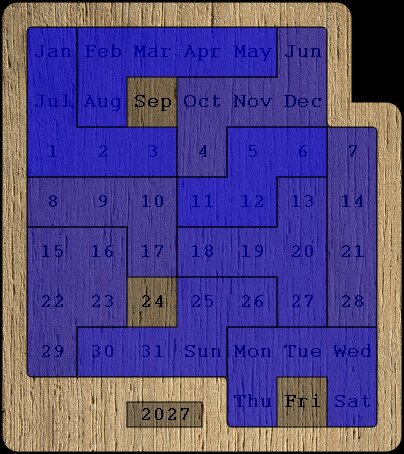 Jan Feb Mar Apr May Jun
Jul Aug Sep Oct Nov Dec
1 2 3 4 5 6 7
8 9 10 11 12 13 14
15 16 17 18 19 20 21
22 23 24 25 26 27 28
29 30 31 Sun Mon Tue Wed
Thu Fri Sat
2027